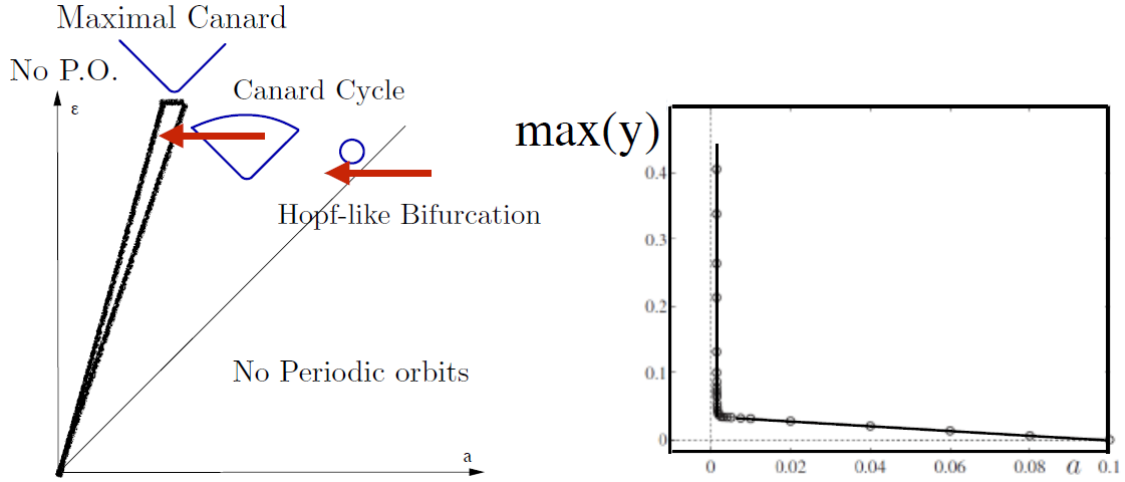 Maximal Canard
No P.O.
ε
Canard Cycle
Hopf-like Bifurcation
No Periodic orbits
a
max(y)
0.4
0.3
0.2
0.1
0
0
0.02
0.04
0.06
0.08
a
0.1